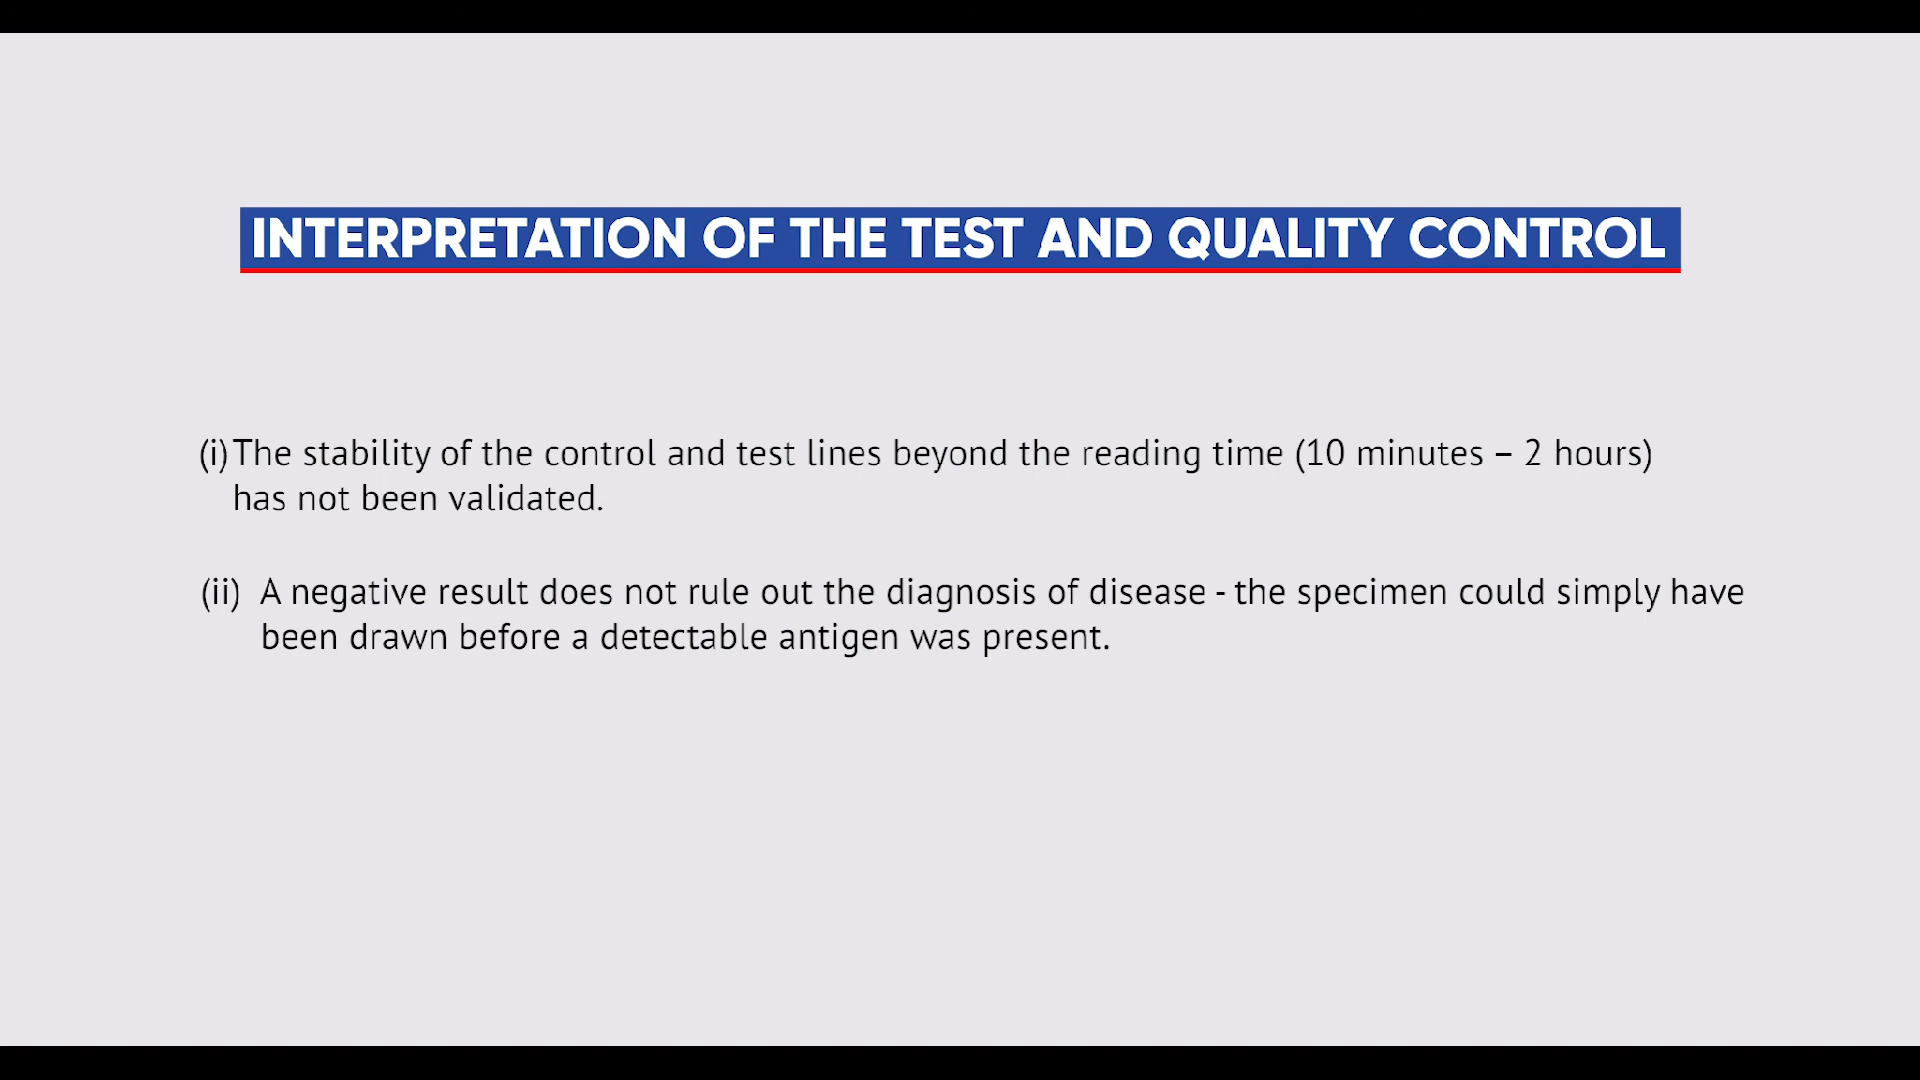 INTERPRETATION OF THE TEST AND QUALITY CONTROL
(i) The stability of the control and test lines beyond the reading time (10 minutes – 2 hours)
has not been validated.
(ii) A negative result does not rule out the diagnosis of disease - the specimen could simply have
been drawn before a detectable antigen was present.